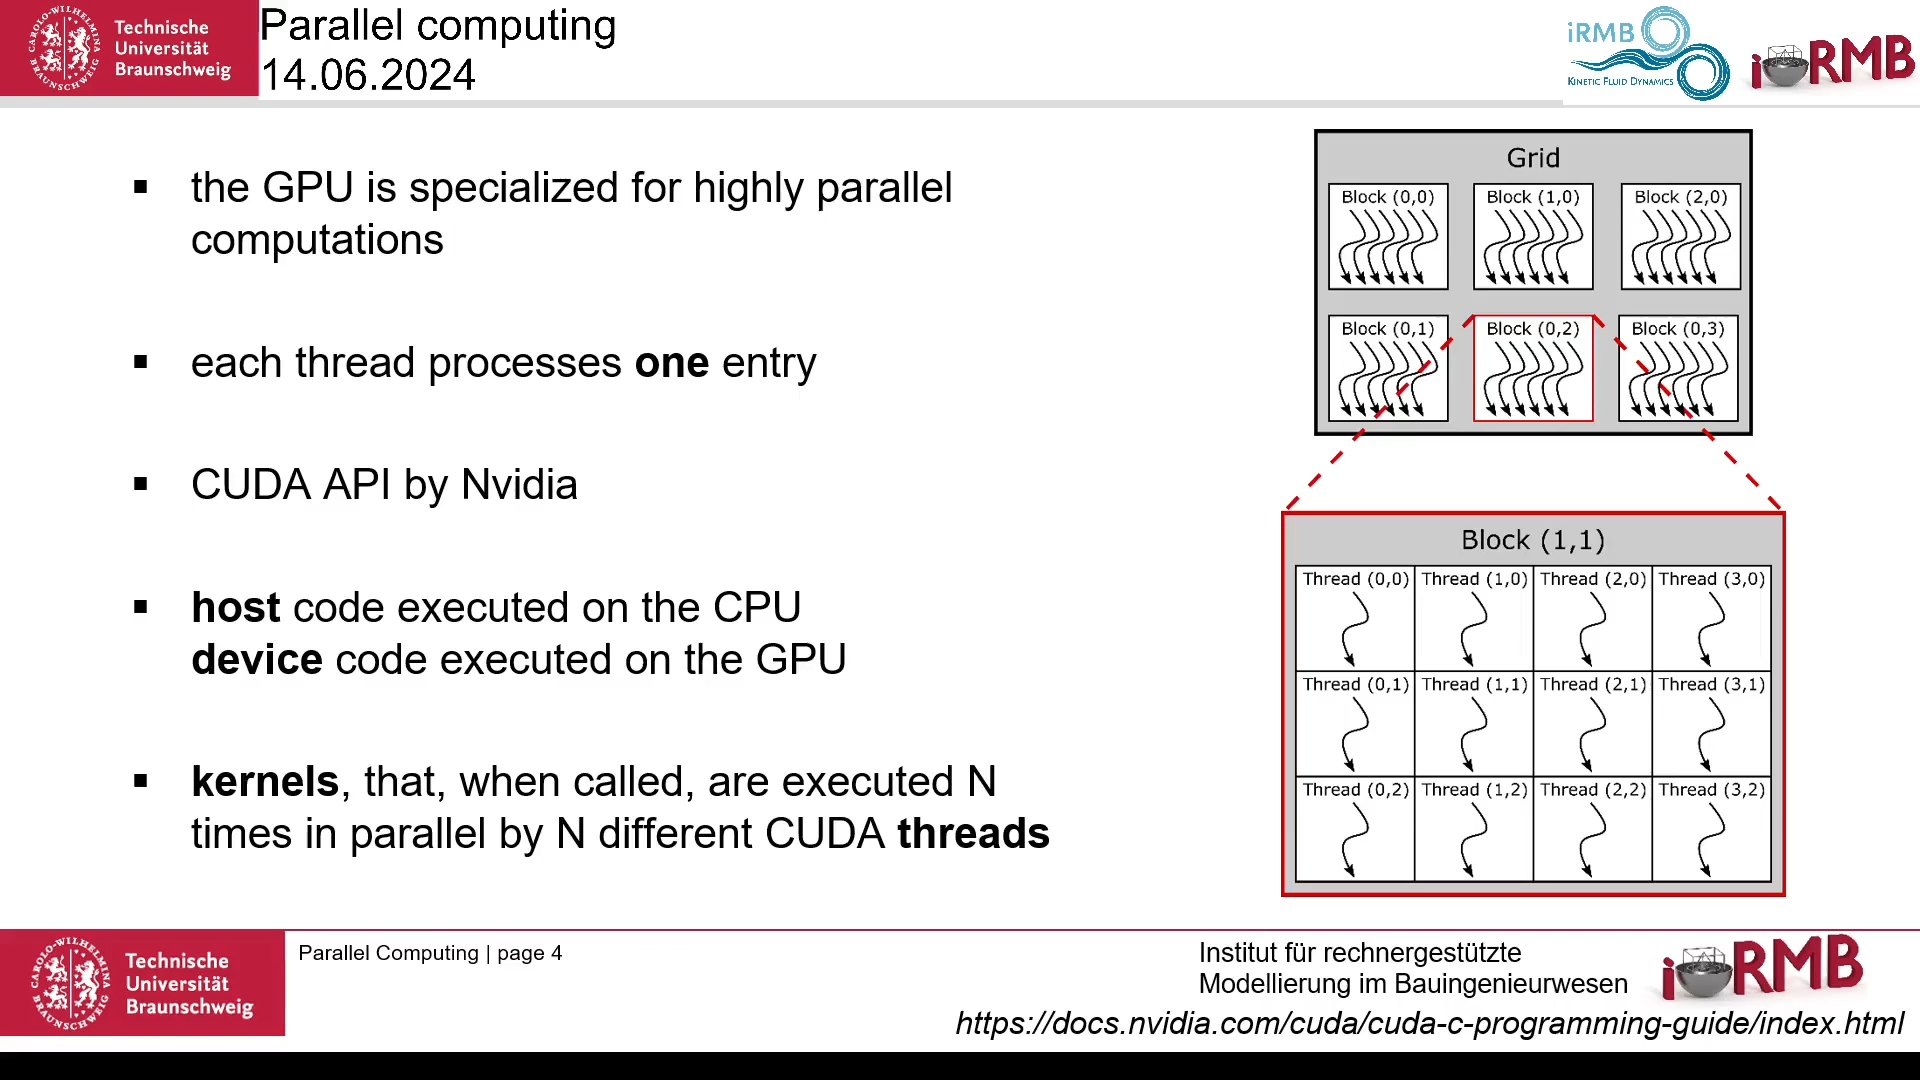 Technische
Universität
Braunschweig
Parallel computing
14.06.2024
iRMB
KINETIC FLUID DYNAMICS
iRMB
▪ the GPU is specialized for highly parallel
computations
▪ each thread processes one entry
▪ CUDA API by Nvidia
▪ host code executed on the CPU
device code executed on the GPU
▪ kernels, that, when called, are executed N
times in parallel by N different CUDA threads
Grid
Block (0,0) Block (1,0) Block (2,0)
Block (0,1) Block (0,2) Block (0,3)
Block (1,1)
Thread (0,0) Thread (1,0) Thread (2,0) Thread (3,0)
Thread (0,1) Thread (1,1) Thread (2,1) Thread (3,1)
Thread (0,2) Thread (1,2) Thread (2,2) Thread (3,2)
Technische
Universität
Braunschweig
Parallel Computing | page 4
Institut für rechnergestützte
Modellierung im Bauingenieurwesen
iRMB
https://docs.nvidia.com/cuda/cuda-c-programming-guide/index.html